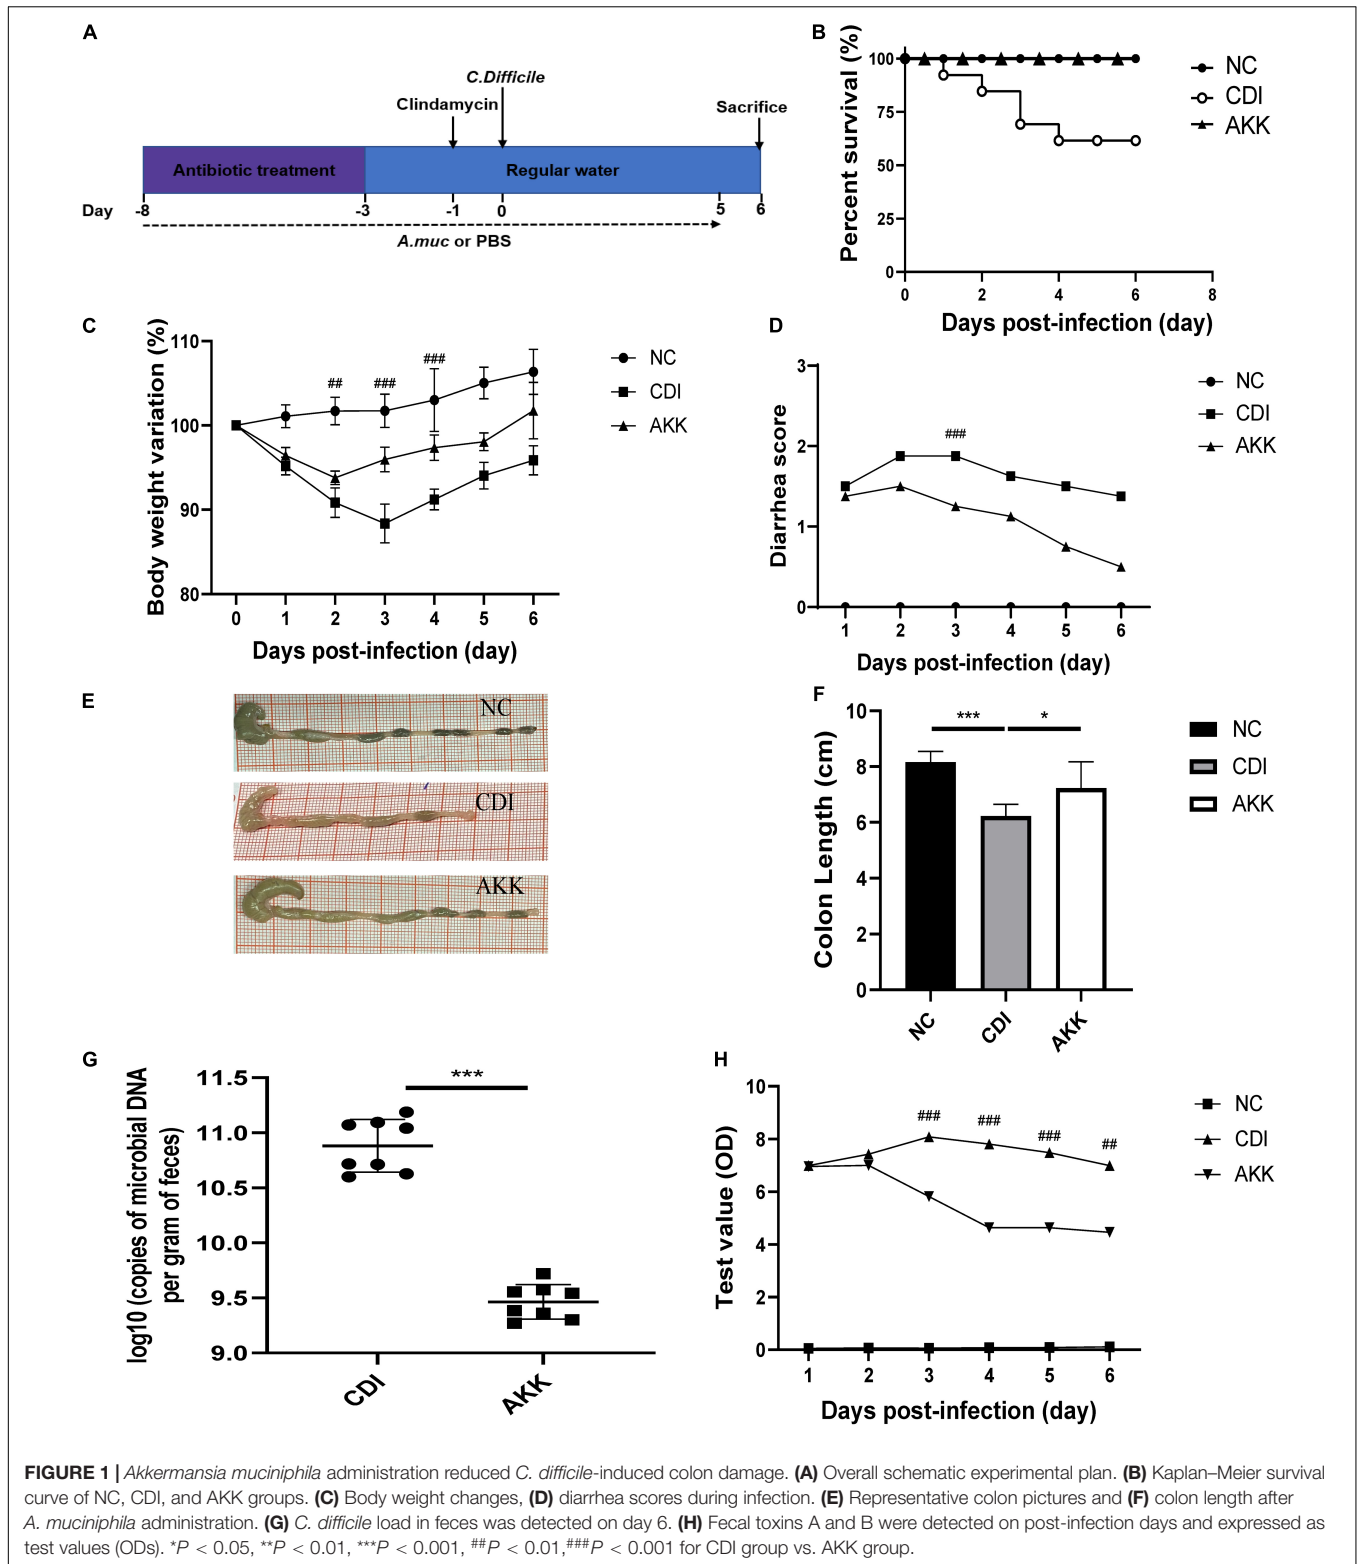 A
C.Difficile
Clindamycin
Sacrifice
Antibiotic treatment
Regular water
Day
-8
-3
-1
0
5
6
A.muc or PBS
B
Percent survival (%)
100
75
50
25
0
0
2
4
6
8
Days post-infection (day)
NC
CDI
AKK
C
Body weight variation (%)
110
100
90
80
##
###
###
0
1
2
3
4
5
6
Days post-infection (day)
NC
CDI
AKK
D
Diarrhea score
3
2
1
0
###
1
2
3
4
5
6
Days post-infection (day)
NC
CDI
AKK
E
NC
CDI
AKK
F
Colon Length (cm)
10
8
6
4
2
0
***
*
NC
CDI
AKK
NC
CDI
AKK
G
log10 (copies of microbial DNA
per gram of feces)
11.5
11.0
10.5
10.0
9.5
9.0
***
CDI
AKK
H
Test value (OD)
10
8
6
4
2
0
###
###
###
##
1
2
3
4
5
6
Days post-infection (day)
NC
CDI
AKK
FIGURE 1 | Akkermansia muciniphila administration reduced C. difficile-induced colon damage. (A) Overall schematic experimental plan. (B) Kaplan–Meier survival
curve of NC, CDI, and AKK groups. (C) Body weight changes, (D) diarrhea scores during infection. (E) Representative colon pictures and (F) colon length after
A. muciniphila administration. (G) C. difficile load in feces was detected on day 6. (H) Fecal toxins A and B were detected on post-infection days and expressed as
test values (ODs). *P < 0.05, **P < 0.01, ***P < 0.001, ##P < 0.01,###P < 0.001 for CDI group vs. AKK group.